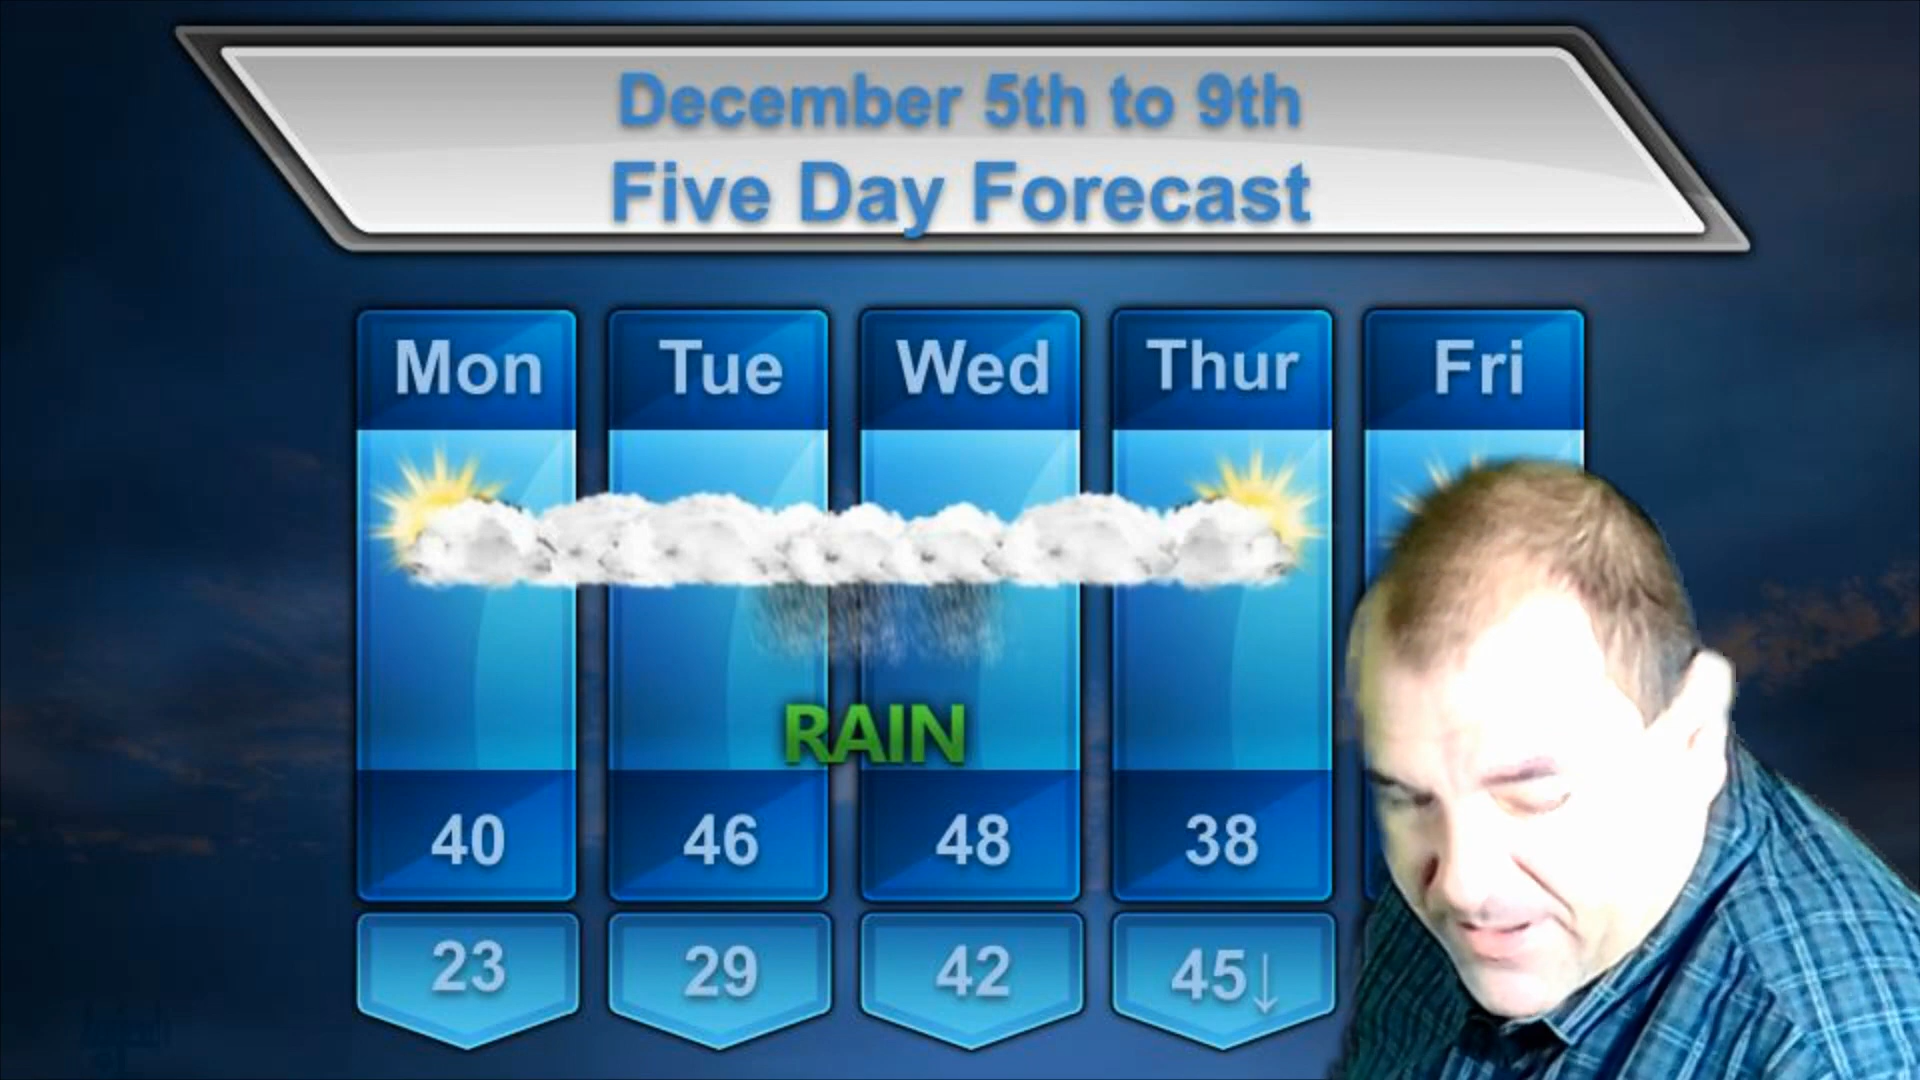 December 5th to 9th
Five Day Forecast
Mon Tue Wed Thur Fri
RAIN
40 46 48 38
23 29 42 45↓